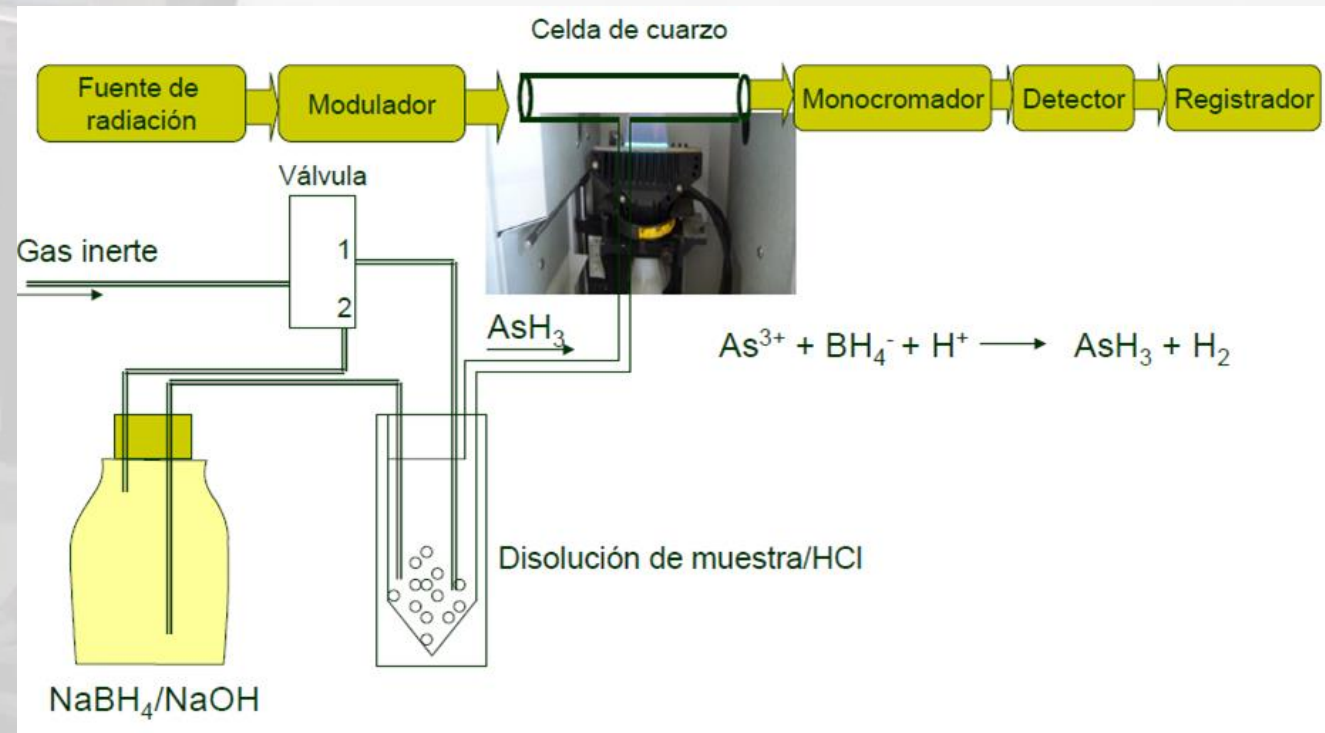 Celda de cuarzo
Fuente de
radiación
Modulador
Monocromador
Detector
Registrador
Válvula
1
Gas inerte
2
AsH₃
As³⁺ + BH₄⁻ + H⁺ ⟶ AsH₃ + H₂
Disolución de muestra/HCl
NaBH₄/NaOH